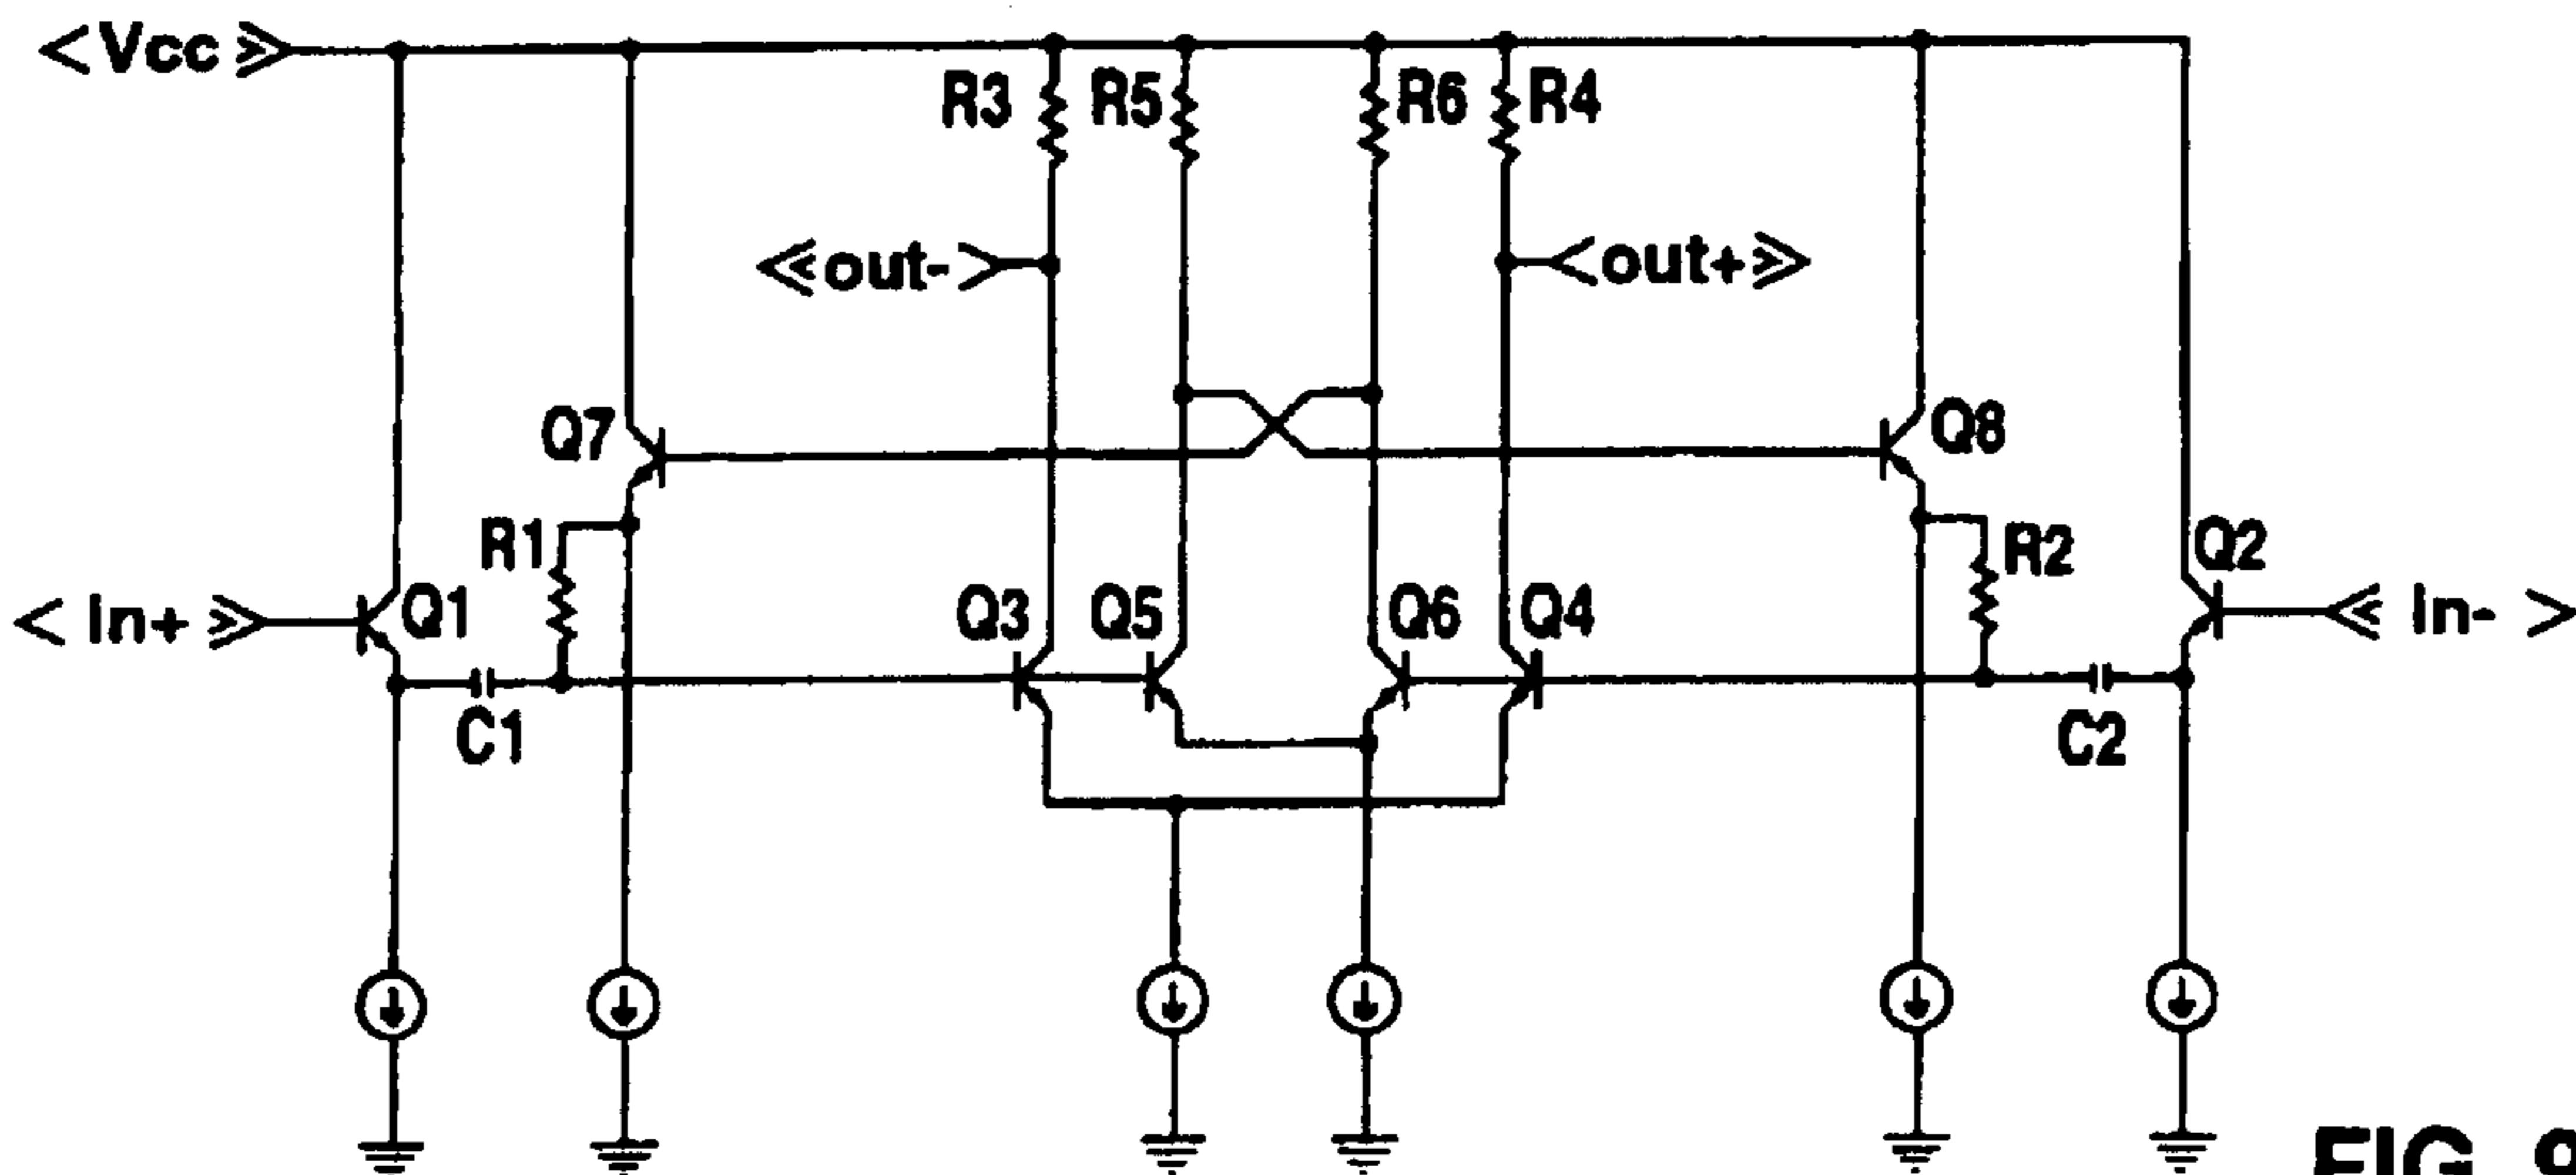 Vcc
R3 R5 R6 R4
out- out+
Q7 Q8
R1 R2 Q2
In+ Q1 Q3 Q5 Q6 Q4 In-
C1 C2
FIG.